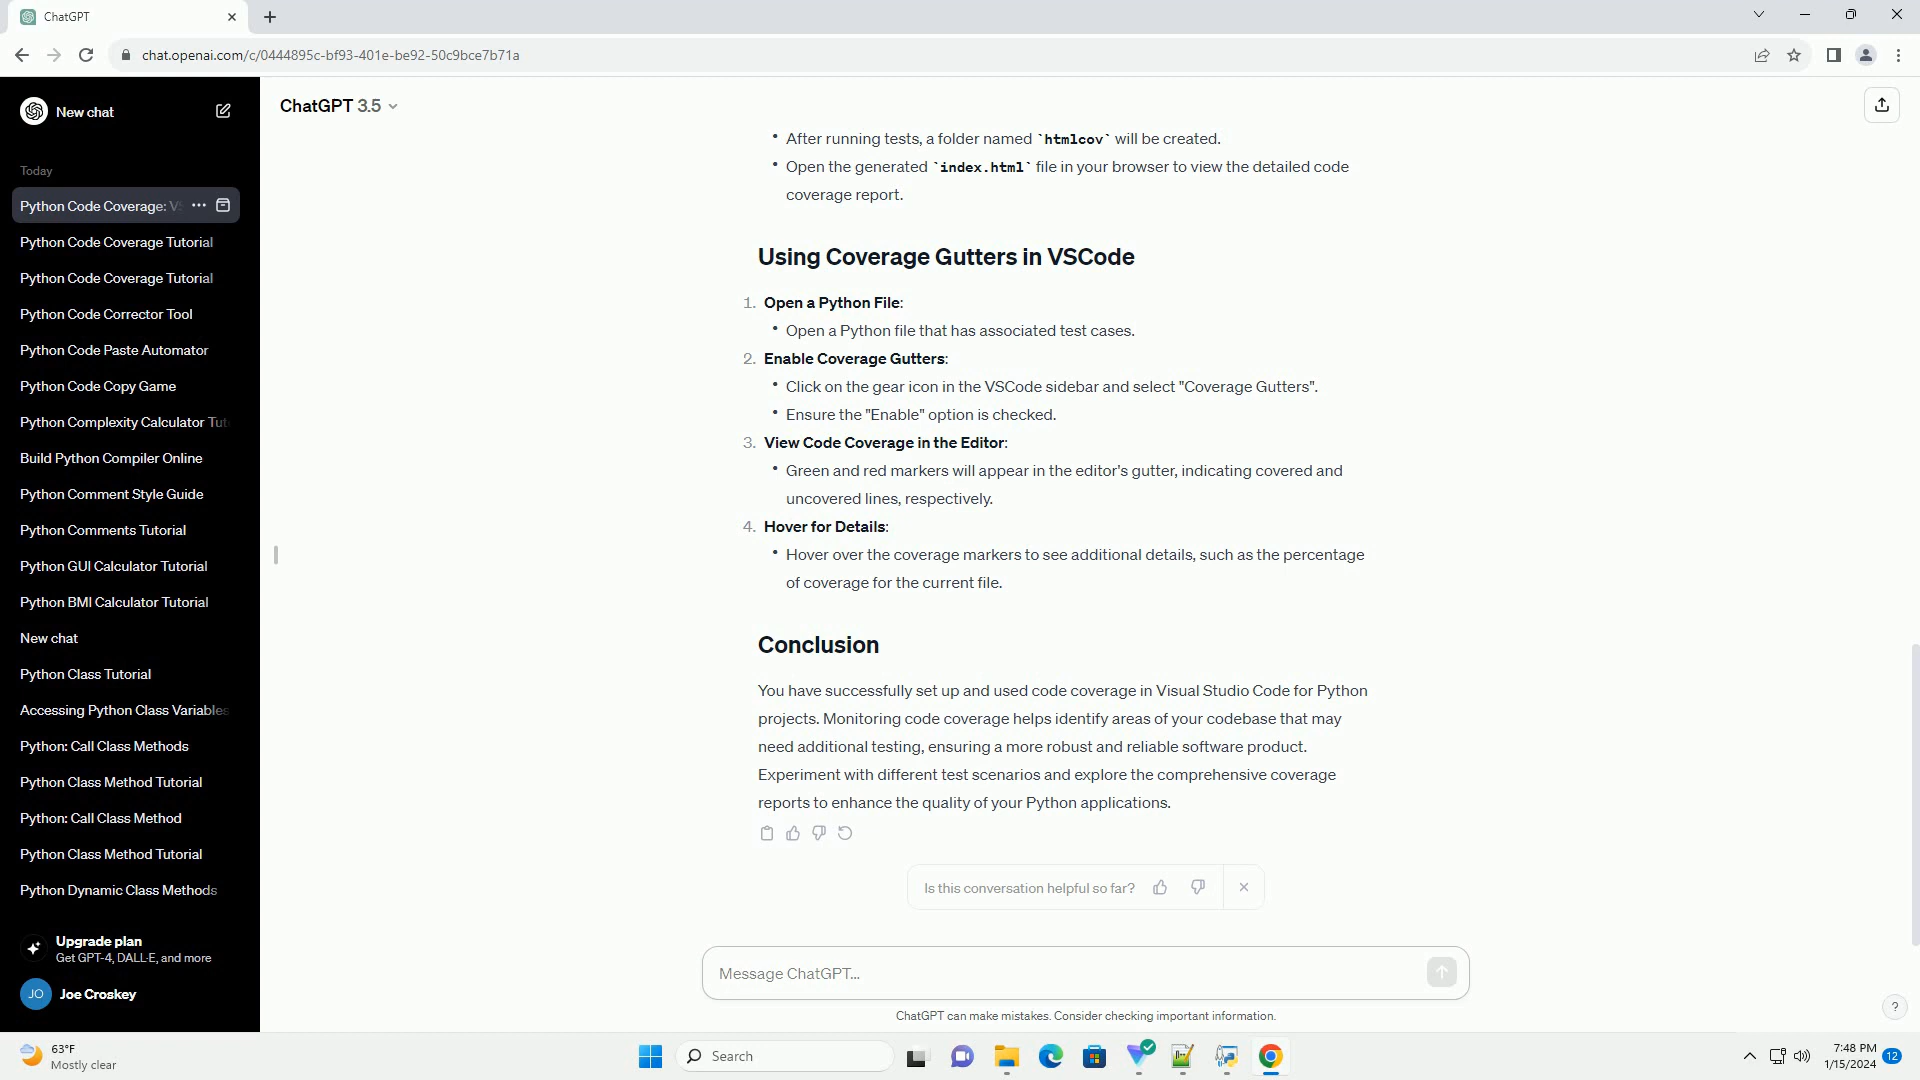 ChatGPT
chat.openai.com/c/0444895c-bf93-401e-be92-50c9bce7b71a
New chat
Today
Python Code Coverage: VS
Python Code Coverage Tutorial
Python Code Coverage Tutorial
Python Code Corrector Tool
Python Code Paste Automator
Python Code Copy Game
Python Complexity Calculator Tut
Build Python Compiler Online
Python Comment Style Guide
Python Comments Tutorial
Python GUI Calculator Tutorial
Python BMI Calculator Tutorial
New chat
Python Class Tutorial
Accessing Python Class Variables
Python: Call Class Methods
Python Class Method Tutorial
Python: Call Class Method
Python Class Method Tutorial
Python Dynamic Class Methods
Upgrade plan
Get GPT-4, DALL·E, and more
JO Joe Croskey
ChatGPT 3.5
• After running tests, a folder named `htmlcov` will be created.
• Open the generated `index.html` file in your browser to view the detailed code
coverage report.
Using Coverage Gutters in VSCode
1. Open a Python File:
• Open a Python file that has associated test cases.
2. Enable Coverage Gutters:
• Click on the gear icon in the VSCode sidebar and select "Coverage Gutters".
• Ensure the "Enable" option is checked.
3. View Code Coverage in the Editor:
• Green and red markers will appear in the editor's gutter, indicating covered and
uncovered lines, respectively.
4. Hover for Details:
• Hover over the coverage markers to see additional details, such as the percentage
of coverage for the current file.
Conclusion
You have successfully set up and used code coverage in Visual Studio Code for Python
projects. Monitoring code coverage helps identify areas of your codebase that may
need additional testing, ensuring a more robust and reliable software product.
Experiment with different test scenarios and explore the comprehensive coverage
reports to enhance the quality of your Python applications.
Is this conversation helpful so far?
Message ChatGPT...
ChatGPT can make mistakes. Consider checking important information.
?
63°F
Mostly clear
Search
7:48 PM
1/15/2024
12